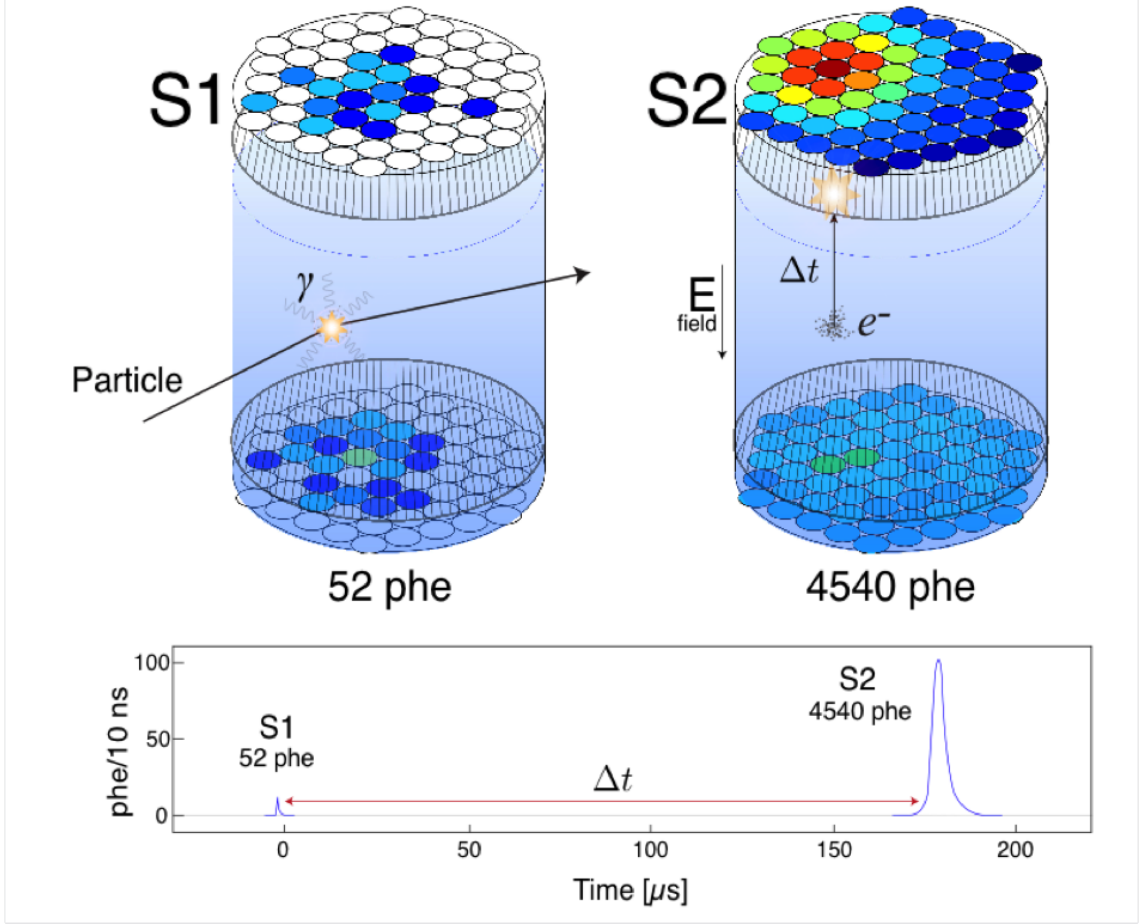 S1
S2
γ
Δt
E
field
e-
Particle
52 phe
4540 phe
100
S2
4540 phe
S1
52 phe
50
phe/10 ns
Δt
0
0
50
100
150
200
Time [μs]